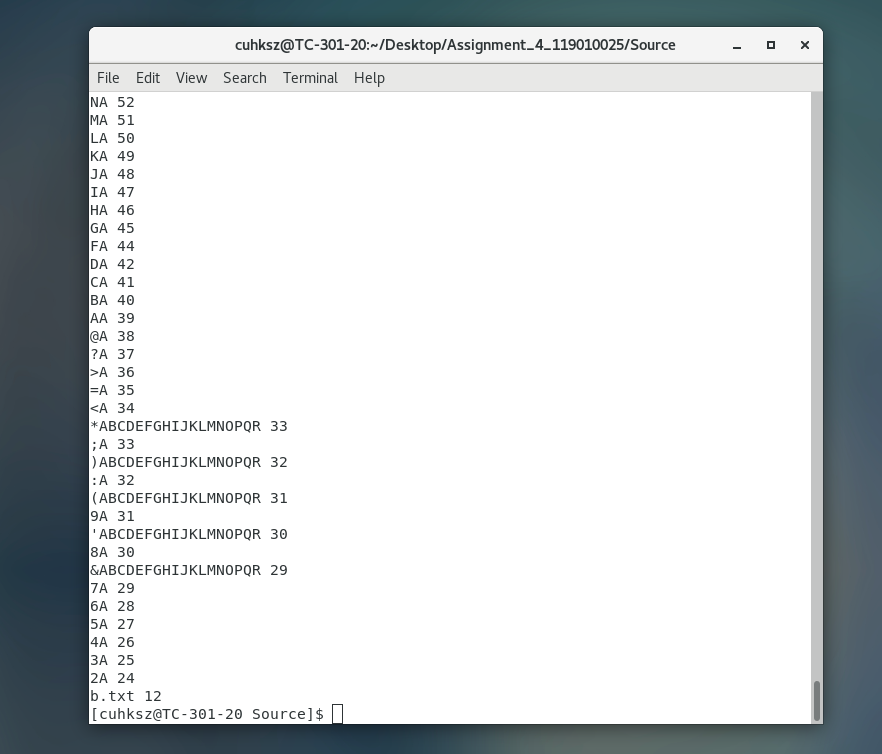 cuhksz@TC-301-20:~/Desktop/Assignment_4_119010025/Source
File Edit View Search Terminal Help
NA 52
MA 51
LA 50
KA 49
JA 48
IA 47
HA 46
GA 45
FA 44
DA 42
CA 41
BA 40
AA 39
@A 38
?A 37
>A 36
=A 35
<A 34
*ABCDEFGHIJKLMNOPQR 33
;A 33
)ABCDEFGHIJKLMNOPQR 32
:A 32
(ABCDEFGHIJKLMNOPQR 31
9A 31
'ABCDEFGHIJKLMNOPQR 30
8A 30
&ABCDEFGHIJKLMNOPQR 29
7A 29
6A 28
5A 27
4A 26
3A 25
2A 24
b.txt 12
[cuhksz@TC-301-20 Source]$